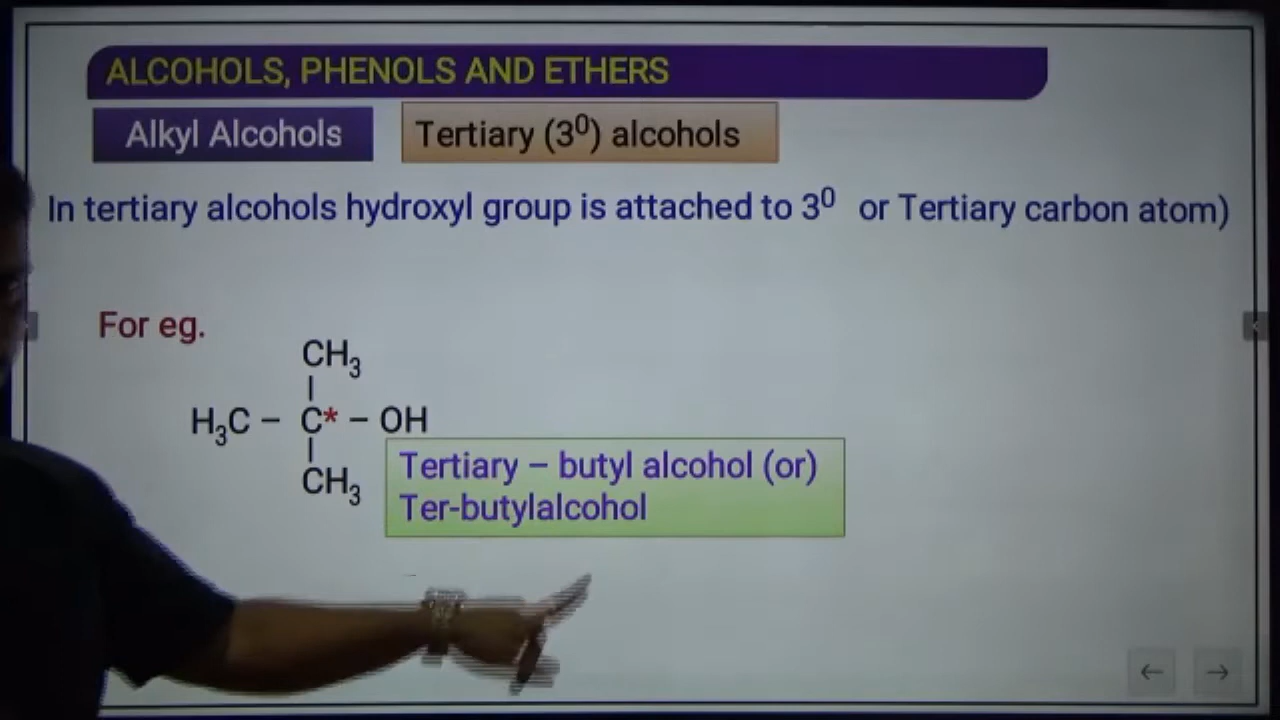 ALCOHOLS, PHENOLS AND ETHERS
Alkyl Alcohols
Tertiary (3⁰) alcohols
In tertiary alcohols hydroxyl group is attached to 3⁰ or Tertiary carbon atom)
For eg.
CH₃
|
H₃C – C* – OH
|
CH₃
Tertiary – butyl alcohol (or)
Ter-butylalcohol